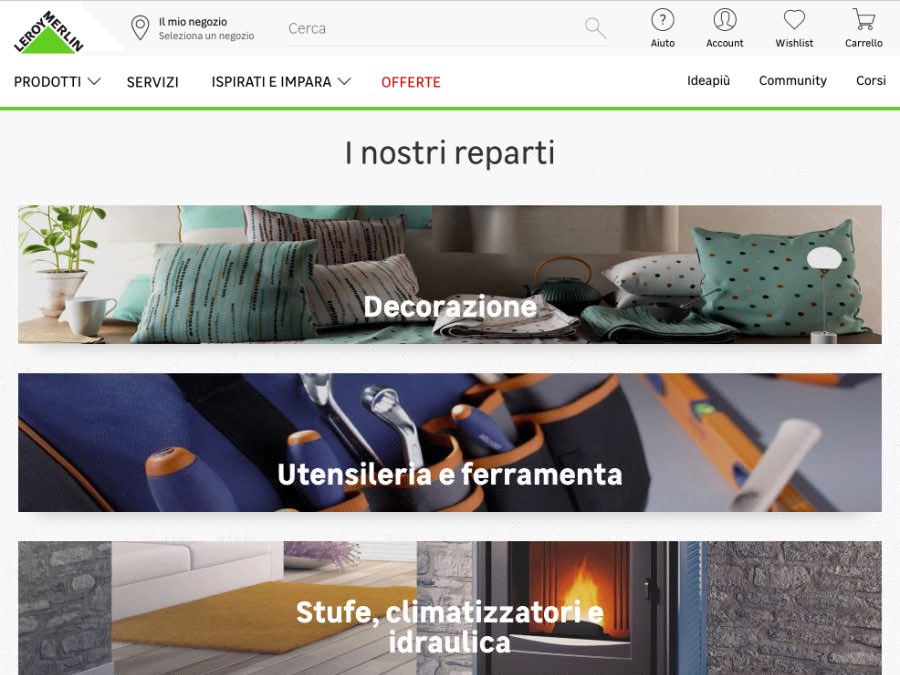 LEROY MERLIN
Il mio negozio
Seleziona un negozio
Cerca
Aiuto
Account
Wishlist
Carrello
PRODOTTI
SERVIZI
ISPIRATI E IMPARA
OFFERTE
Ideapiù
Community
Corsi
I nostri reparti
Decorazione
Utensileria e ferramenta
Stufe, climatizzatori e
idraulica